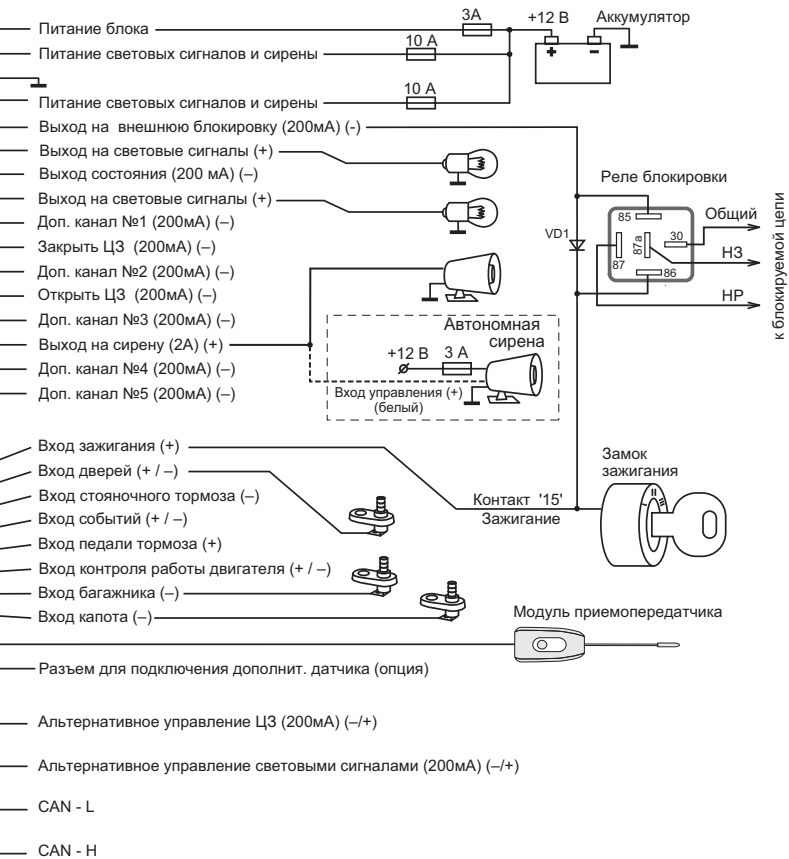 3А
+12 В
Аккумулятор
Питание блока
10 А
Питание световых сигналов и сирены
+
–
10 А
Питание световых сигналов и сирены
Выход на внешнюю блокировку (200мА) (-)
Выход на световые сигналы (+)
Выход состояния (200 мА) (–)
Выход на световые сигналы (+)
Доп. канал №1 (200мА) (–)
Закрыть ЦЗ (200мА) (–)
Доп. канал №2 (200мА) (–)
Открыть ЦЗ (200мА) (–)
Доп. канал №3 (200мА) (–)
Выход на сирену (2А) (+)
Доп. канал №4 (200мА) (–)
Доп. канал №5 (200мА) (–)
Реле блокировки
85
30
87а
87
86
VD1
Общий
НЗ
НР
к блокируемой цепи
Автономная
сирена
+12 В
3 А
Вход управления (+)
(белый)
Вход зажигания (+)
Вход дверей (+ / –)
Вход стояночного тормоза (–)
Вход событий (+ / –)
Вход педали тормоза (+)
Вход контроля работы двигателя (+ / –)
Вход багажника (–)
Вход капота (–)
Контакт '15'
Зажигание
Замок
зажигания
I
II
III
Модуль приемопередатчика
Разъем для подключения дополнит. датчика (опция)
Альтернативное управление ЦЗ (200мА) (–/+)
Альтернативное управление световыми сигналами (200мА) (–/+)
CAN - L
CAN - H